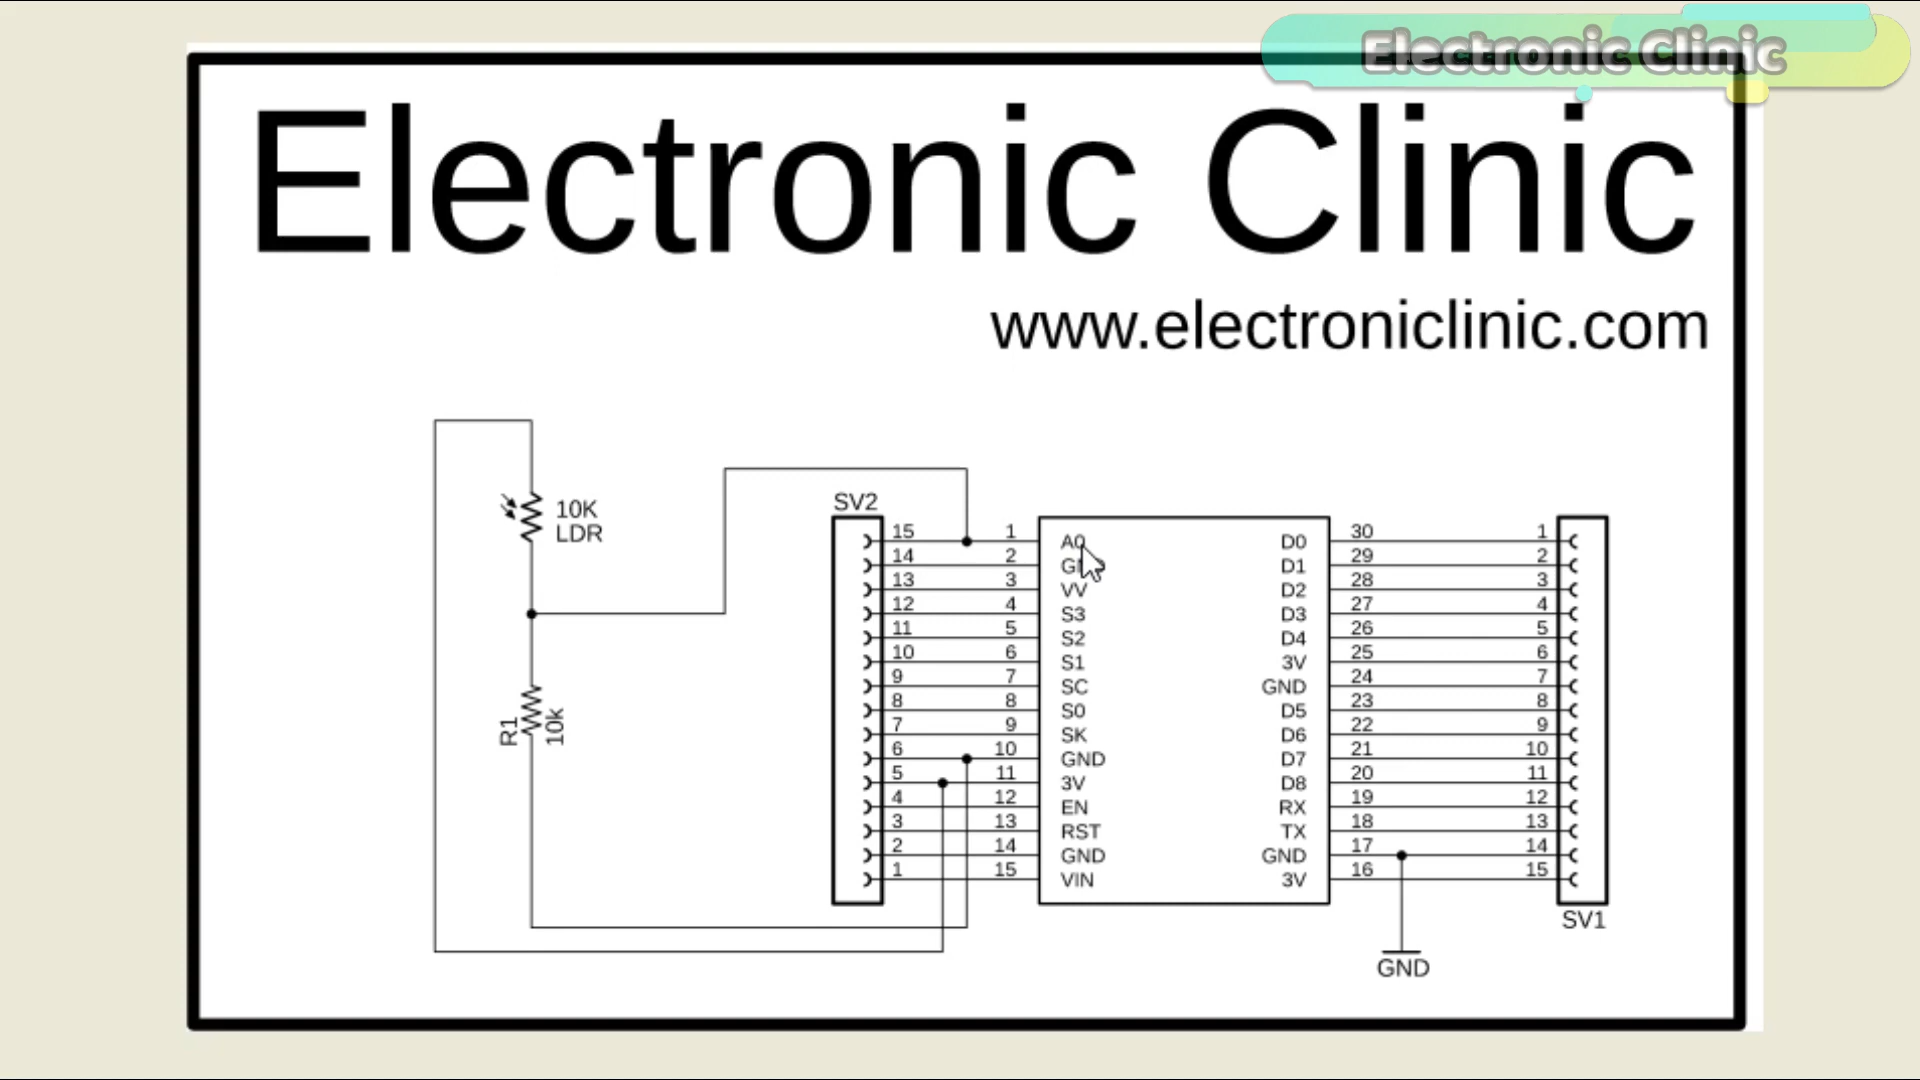 Electronic Clinic
Electronic Clinic
www.electroniclinic.com
10K
LDR
R1
10k
SV2
15 1 A0 D0 30 1
14 2 29 2 D1
13 3 VV D2 28 3
12 4 S3 D3 27 4
11 5 S2 D4 26 5
10 6 S1 3V 25 6
9 7 SC GND 24 7
8 8 S0 D5 23 8
7 9 SK D6 22 9
6 10 GND D7 21 10
5 11 3V D8 20 11
4 12 EN RX 19 12
3 13 RST TX 18 13
2 14 GND GND 17 14
1 15 VIN 3V 16 15
SV1
GND